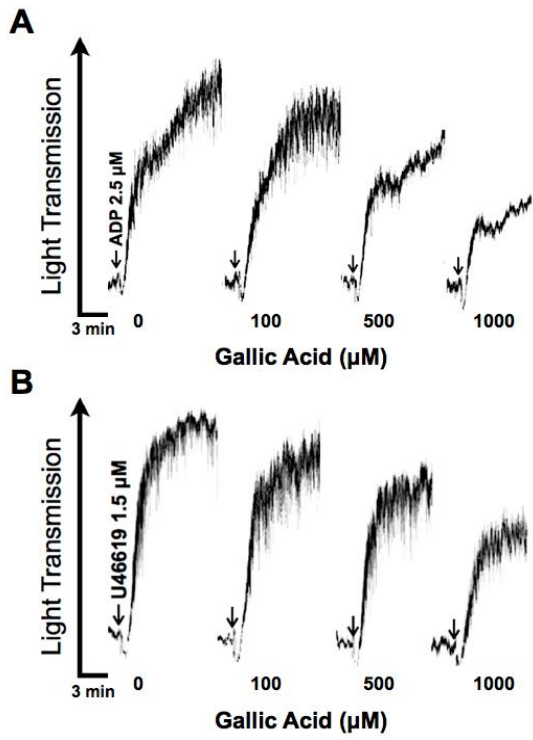 A
Light Transmission
ADP 2.5 µM
3 min
0 100 500 1000
Gallic Acid (µM)
B
Light Transmission
U46619 1.5 µM
3 min
0 100 500 1000
Gallic Acid (µM)